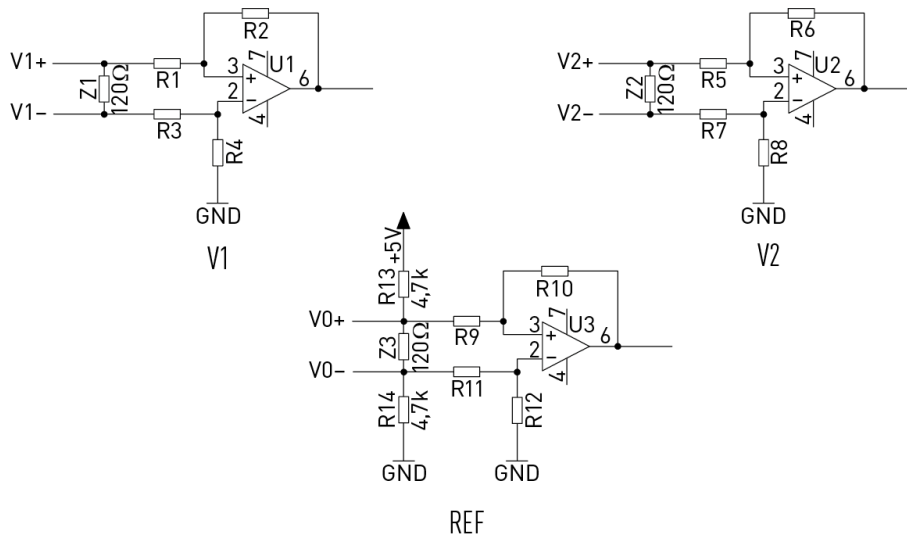 R2
V1+
R1
3
+
7
U1
6
Z1
120Ω
2
−
4
V1−
R3
R4
GND
V1
R6
V2+
R5
3
+
7
U2
6
Z2
120Ω
2
−
4
V2−
R7
R8
GND
V2
+5V
R13
4,7k
R10
V0+
R9
3
+
7
U3
6
Z3
120Ω
2
−
4
V0−
R11
R14
4,7k
R12
GND
GND
REF